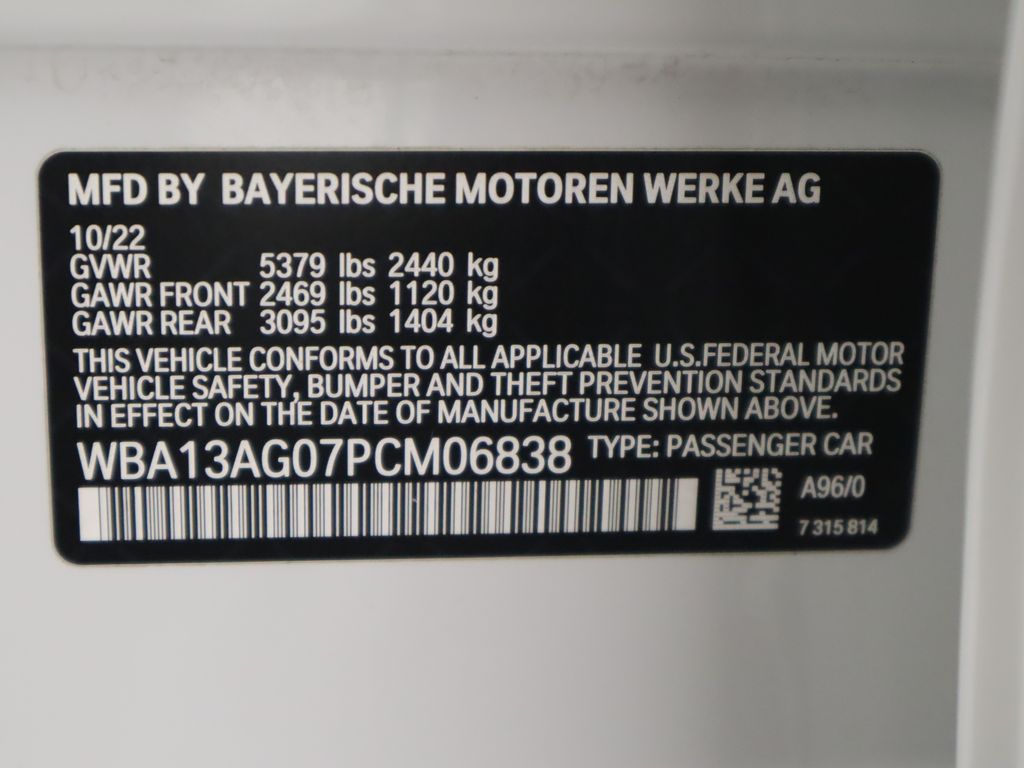 MFD BY BAYERISCHE MOTOREN WERKE AG
10/22
GVWR 5379 lbs 2440 kg
GAWR FRONT 2469 lbs 1120 kg
GAWR REAR 3095 lbs 1404 kg
THIS VEHICLE CONFORMS TO ALL APPLICABLE U.S.FEDERAL MOTOR
VEHICLE SAFETY, BUMPER AND THEFT PREVENTION STANDARDS
IN EFFECT ON THE DATE OF MANUFACTURE SHOWN ABOVE.
WBA13AG07PCM06838 TYPE: PASSENGER CAR
A96/0
7 315 814